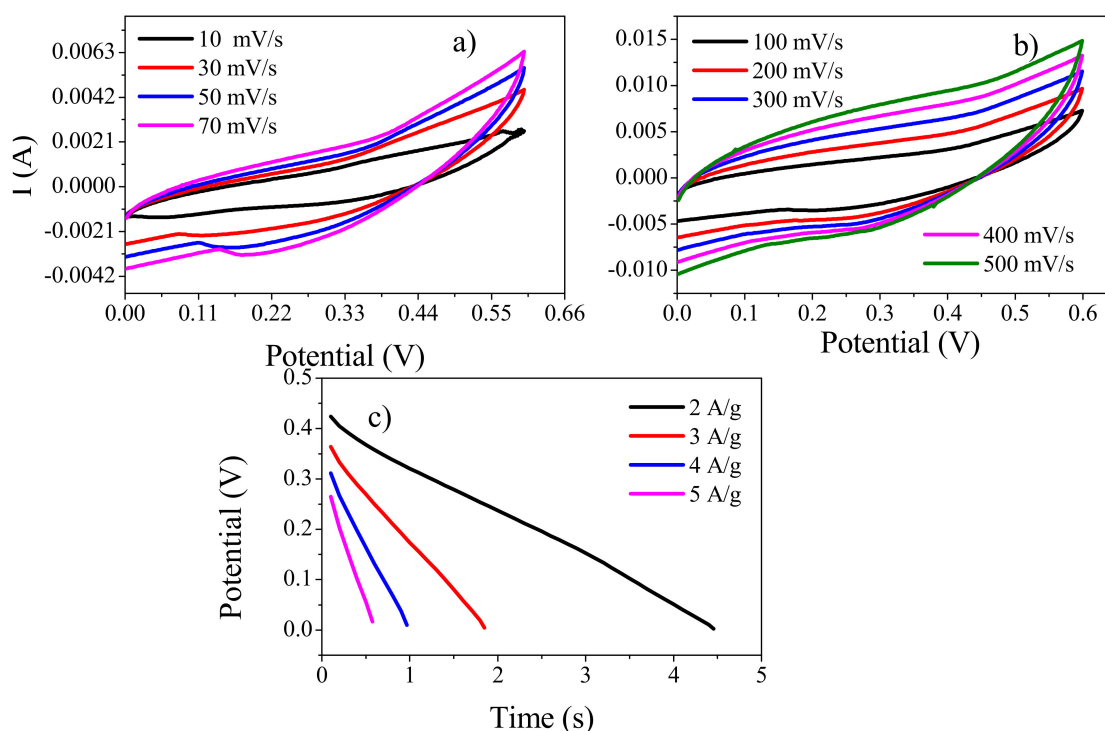 a)
10 mV/s
30 mV/s
50 mV/s
70 mV/s
I (A)
0.0063
0.0042
0.0021
0.0000
-0.0021
-0.0042
0.00 0.11 0.22 0.33 0.44 0.55 0.66
Potential (V)
b)
100 mV/s
200 mV/s
300 mV/s
400 mV/s
500 mV/s
0.015
0.010
0.005
0.000
-0.005
-0.010
0.0 0.1 0.2 0.3 0.4 0.5 0.6
Potential (V)
c)
2 A/g
3 A/g
4 A/g
5 A/g
Potential (V)
0.5
0.4
0.3
0.2
0.1
0.0
0 1 2 3 4 5
Time (s)